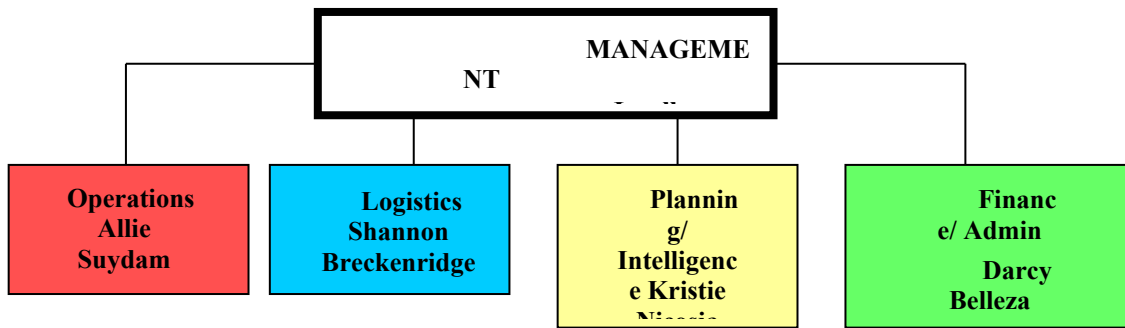 MANAGEME
NT
Operations
Allie
Suydam
Logistics
Shannon
Breckenridge
Plannin
g/
Intelligenc
e Kristie
Financ
e/ Admin
Darcy
Belleza